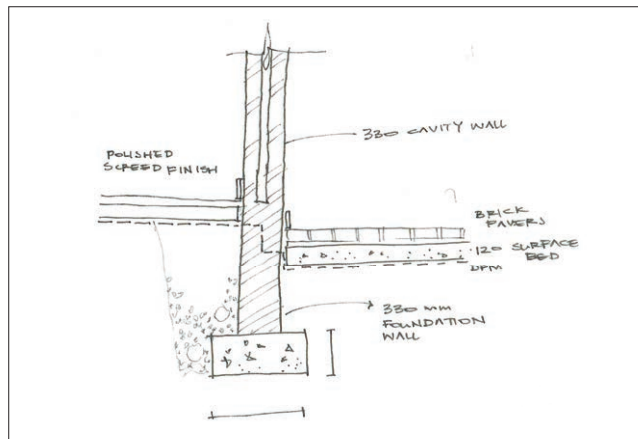 330 CAVITY WALL
POLISHED
SCREED FINISH
BRICK
PAVERS
120 SURFACE
BED
DPM
330 MM
FOUNDATION
WALL